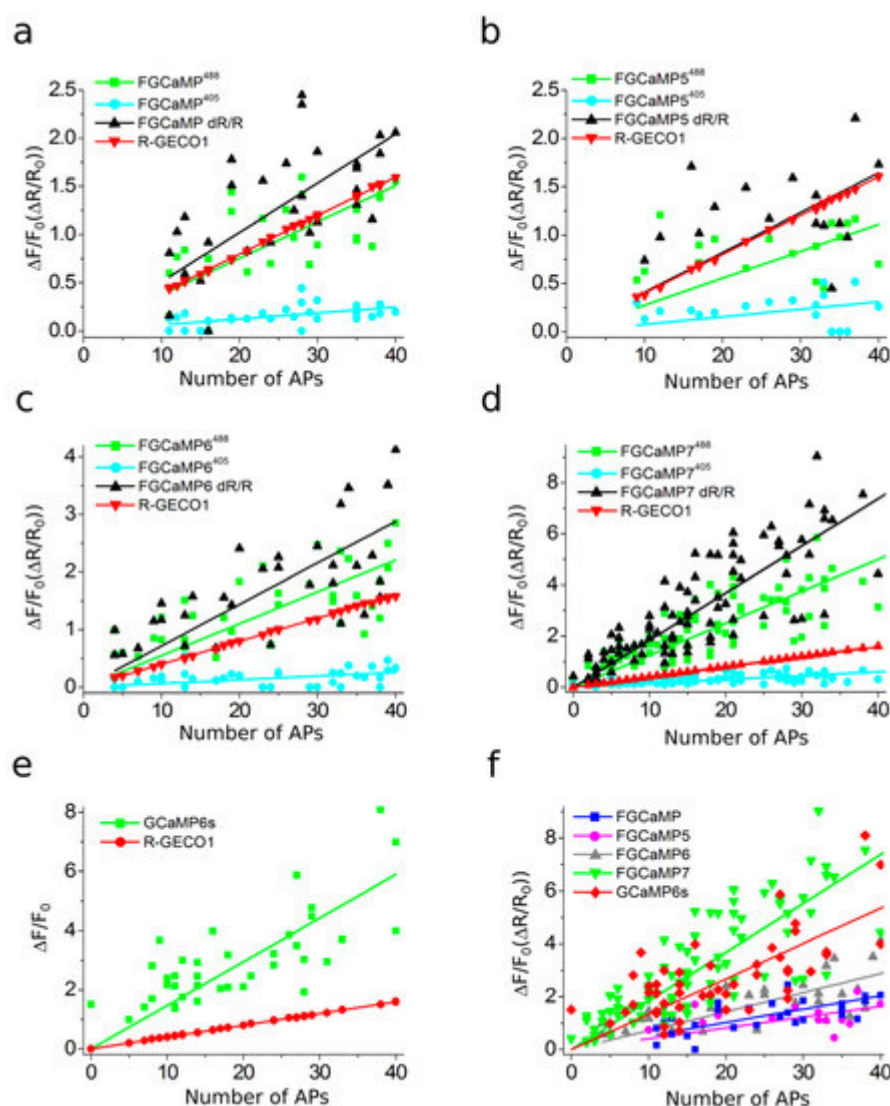 a
FGCaMP⁴⁸⁸
FGCaMP⁴⁰⁵
FGCaMP dR/R
R-GECO1
ΔF/F₀(ΔR/R₀))
2.5
2.0
1.5
1.0
0.5
0.0
0 10 20 30 40
Number of APs
b
FGCaMP5⁴⁸⁸
FGCaMP5⁴⁰⁵
FGCaMP5 dR/R
R-GECO1
ΔF/F₀(ΔR/R₀))
2.5
2.0
1.5
1.0
0.5
0.0
0 10 20 30 40
Number of APs
c
FGCaMP6⁴⁸⁸
FGCaMP6⁴⁰⁵
FGCaMP6 dR/R
R-GECO1
ΔF/F₀(ΔR/R₀))
4
3
2
1
0
0 10 20 30 40
Number of APs
d
FGCaMP7⁴⁸⁸
FGCaMP7⁴⁰⁵
FGCaMP7 dR/R
R-GECO1
ΔF/F₀(ΔR/R₀))
8
6
4
2
0
0 10 20 30 40
Number of APs
e
GCaMP6s
R-GECO1
ΔF/F₀
8
6
4
2
0
0 10 20 30 40
Number of APs
f
FGCaMP
FGCaMP5
FGCaMP6
FGCaMP7
GCaMP6s
ΔF/F₀(ΔR/R₀))
8
6
4
2
0
0 10 20 30 40
Number of APs